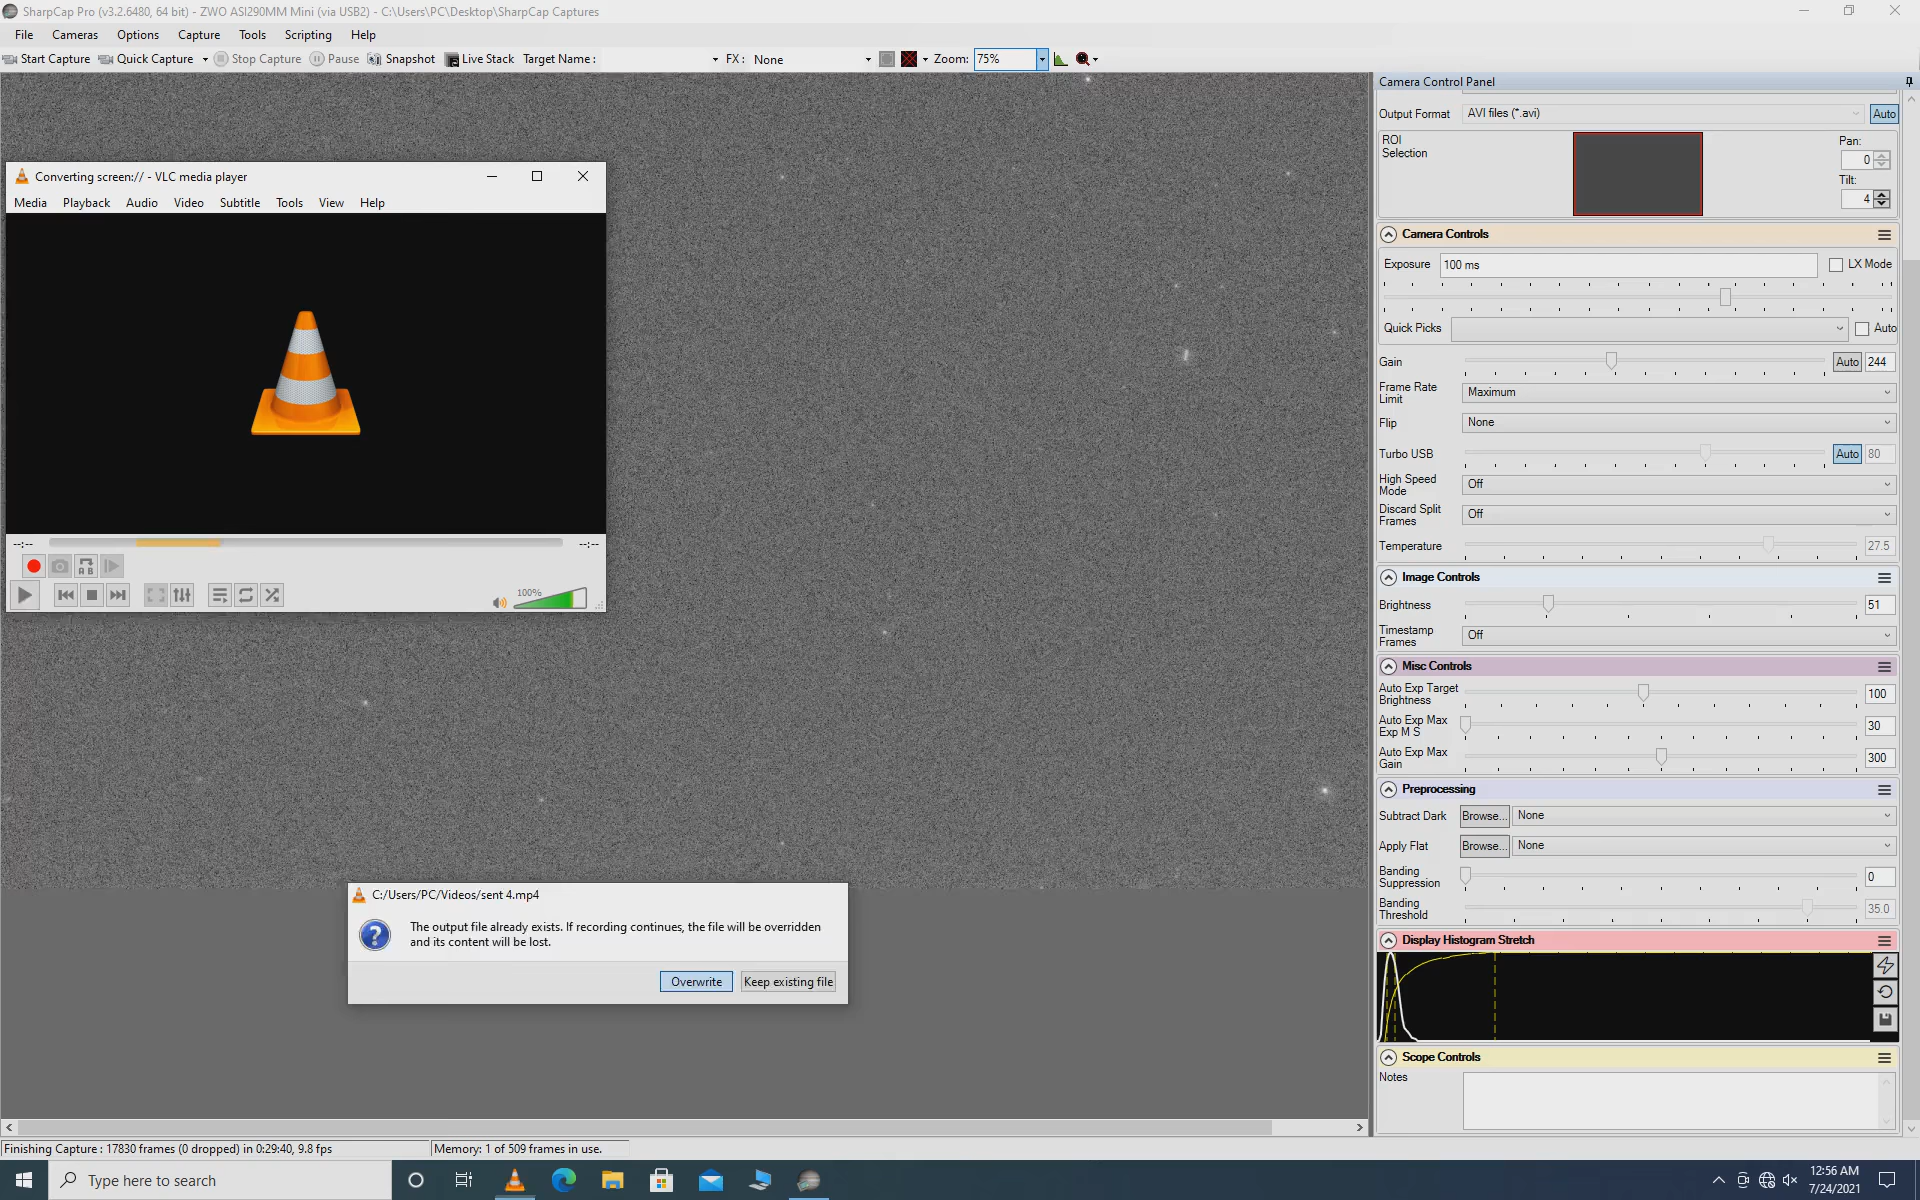 SharpCap Pro (v3.2.6480, 64 bit) - ZWO ASI290MM Mini (via USB2) - C:\Users\PC\Desktop\SharpCap Captures
File Cameras Options Capture Tools Scripting Help
Start Capture Quick Capture Stop Capture Pause Snapshot Live Stack Target Name : FX : None Zoom: 75%
Converting screen:// - VLC media player
Media Playback Audio Video Subtitle Tools View Help
--:-- --:--
A B
100%
C:/Users/PC/Videos/sent 4.mp4
The output file already exists. If recording continues, the file will be overridden
and its content will be lost.
Overwrite Keep existing file
Camera Control Panel
Output Format AVI files (*.avi) Auto
ROI
Selection
Pan:
0
Tilt:
4
Camera Controls
Exposure 100 ms LX Mode
Quick Picks Auto
Gain Auto 244
Frame Rate
Limit
Maximum
Flip None
Turbo USB Auto 80
High Speed
Mode
Off
Discard Split
Frames
Off
Temperature 27.5
Image Controls
Brightness 51
Timestamp
Frames
Off
Misc Controls
Auto Exp Target
Brightness
100
Auto Exp Max
Exp M S
30
Auto Exp Max
Gain
300
Preprocessing
Subtract Dark Browse... None
Apply Flat Browse... None
Banding
Suppression
0
Banding
Threshold
35.0
Display Histogram Stretch
Scope Controls
Notes
Finishing Capture : 17830 frames (0 dropped) in 0:29:40, 9.8 fps Memory: 1 of 509 frames in use.
Type here to search
12:56 AM
7/24/2021